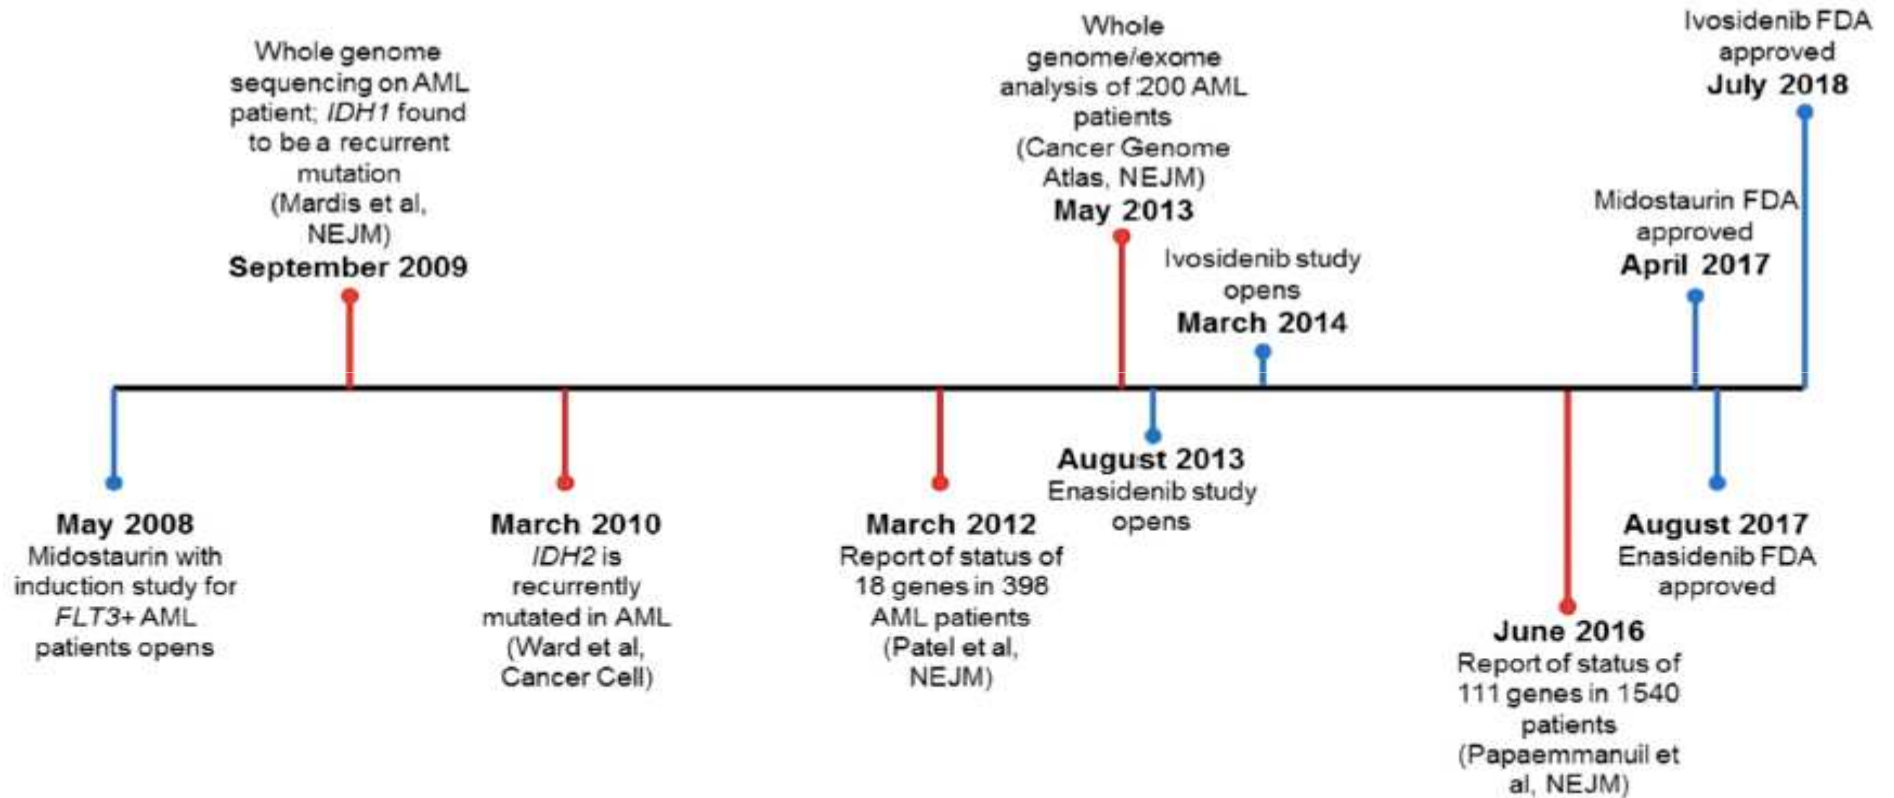 Whole genome
sequencing on AML
patient; IDH1 found
to be a recurrent
mutation
(Mardis et al,
NEJM)
September 2009
Whole
genome/exome
analysis of 200 AML
patients
(Cancer Genome
Atlas, NEJM)
May 2013
Ivosidenib study
opens
March 2014
Midostaurin FDA
approved
April 2017
Ivosidenib FDA
approved
July 2018
May 2008
Midostaurin with
induction study for
FLT3+ AML
patients opens
March 2010
IDH2 is
recurrently
mutated in AML
(Ward et al,
Cancer Cell)
March 2012
Report of status of
18 genes in 398
AML patients
(Patel et al,
NEJM)
August 2013
Enasidenib study
opens
June 2016
Report of status of
111 genes in 1540
patients
(Papaemmanuil et
al, NEJM)
August 2017
Enasidenib FDA
approved